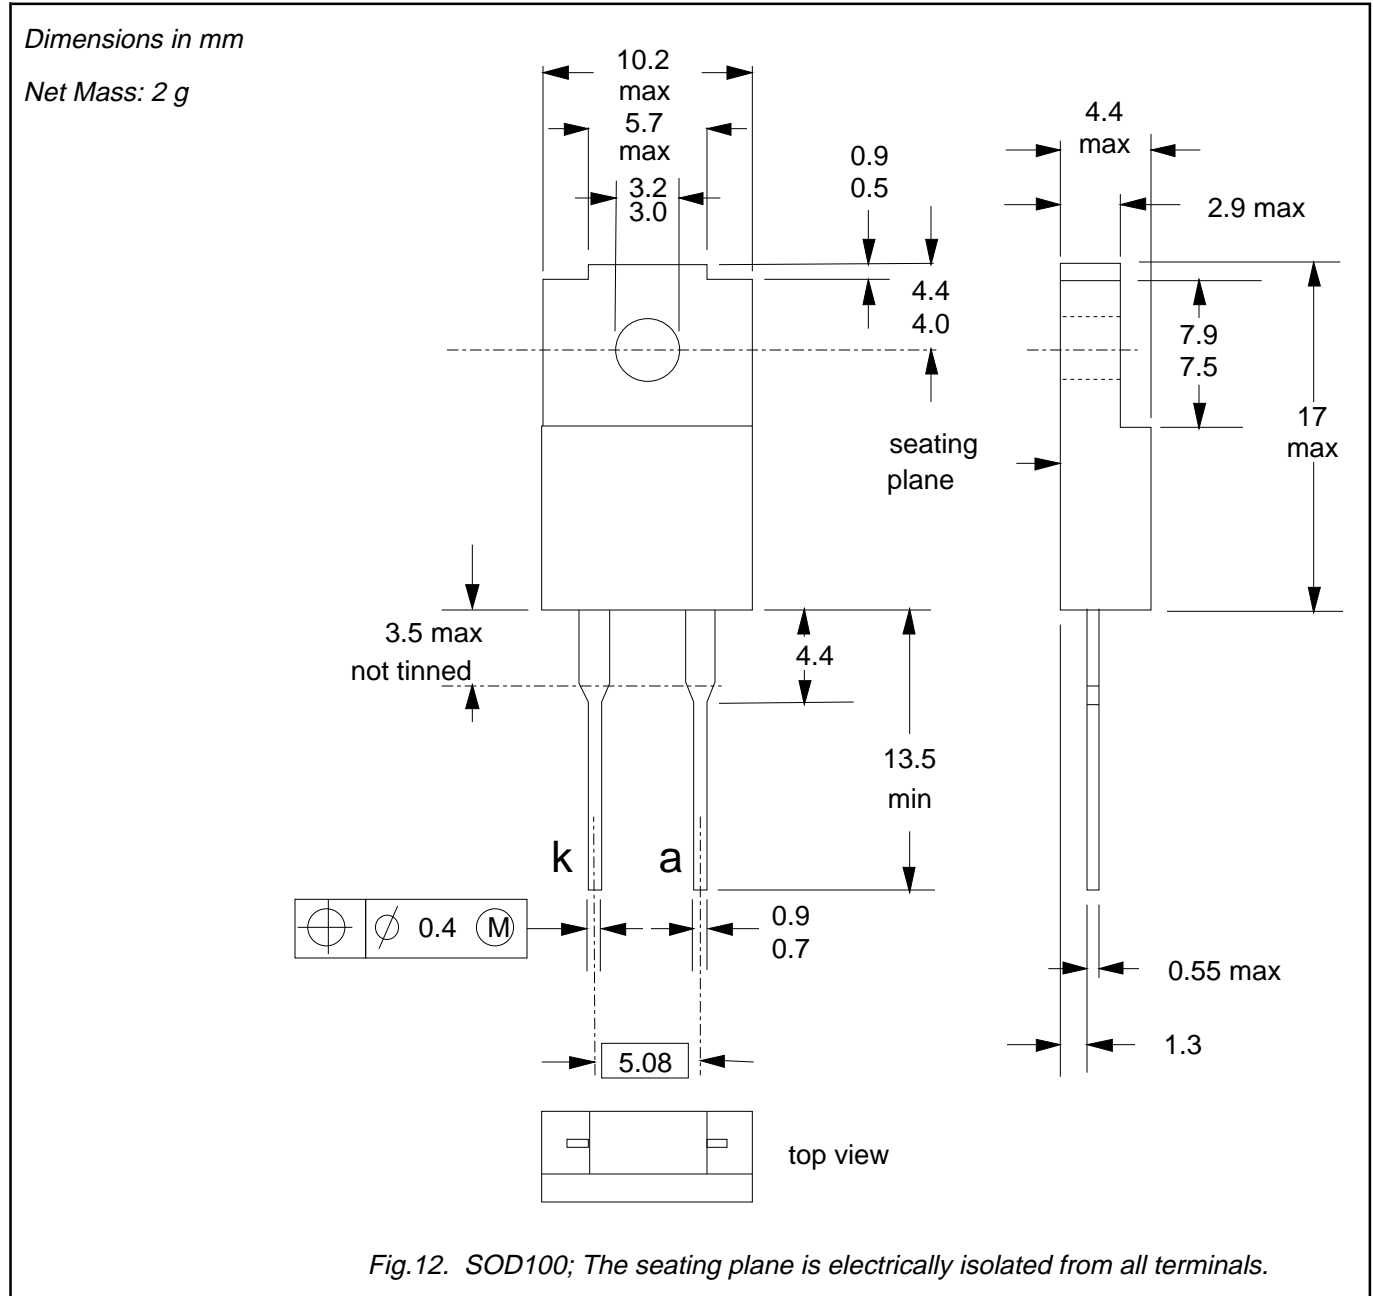 Dimensions in mm
Net Mass: 2 g
10.2
max
5.7
max
3.2
3.0
0.9
0.5
4.4
4.0
4.4
max
2.9 max
7.9
7.5
17
max
seating
plane
3.5 max
not tinned
4.4
13.5
min
k
a
0.4 M
0.9
0.7
0.55 max
5.08
1.3
top view
Fig.12. SOD100; The seating plane is electrically isolated from all terminals.